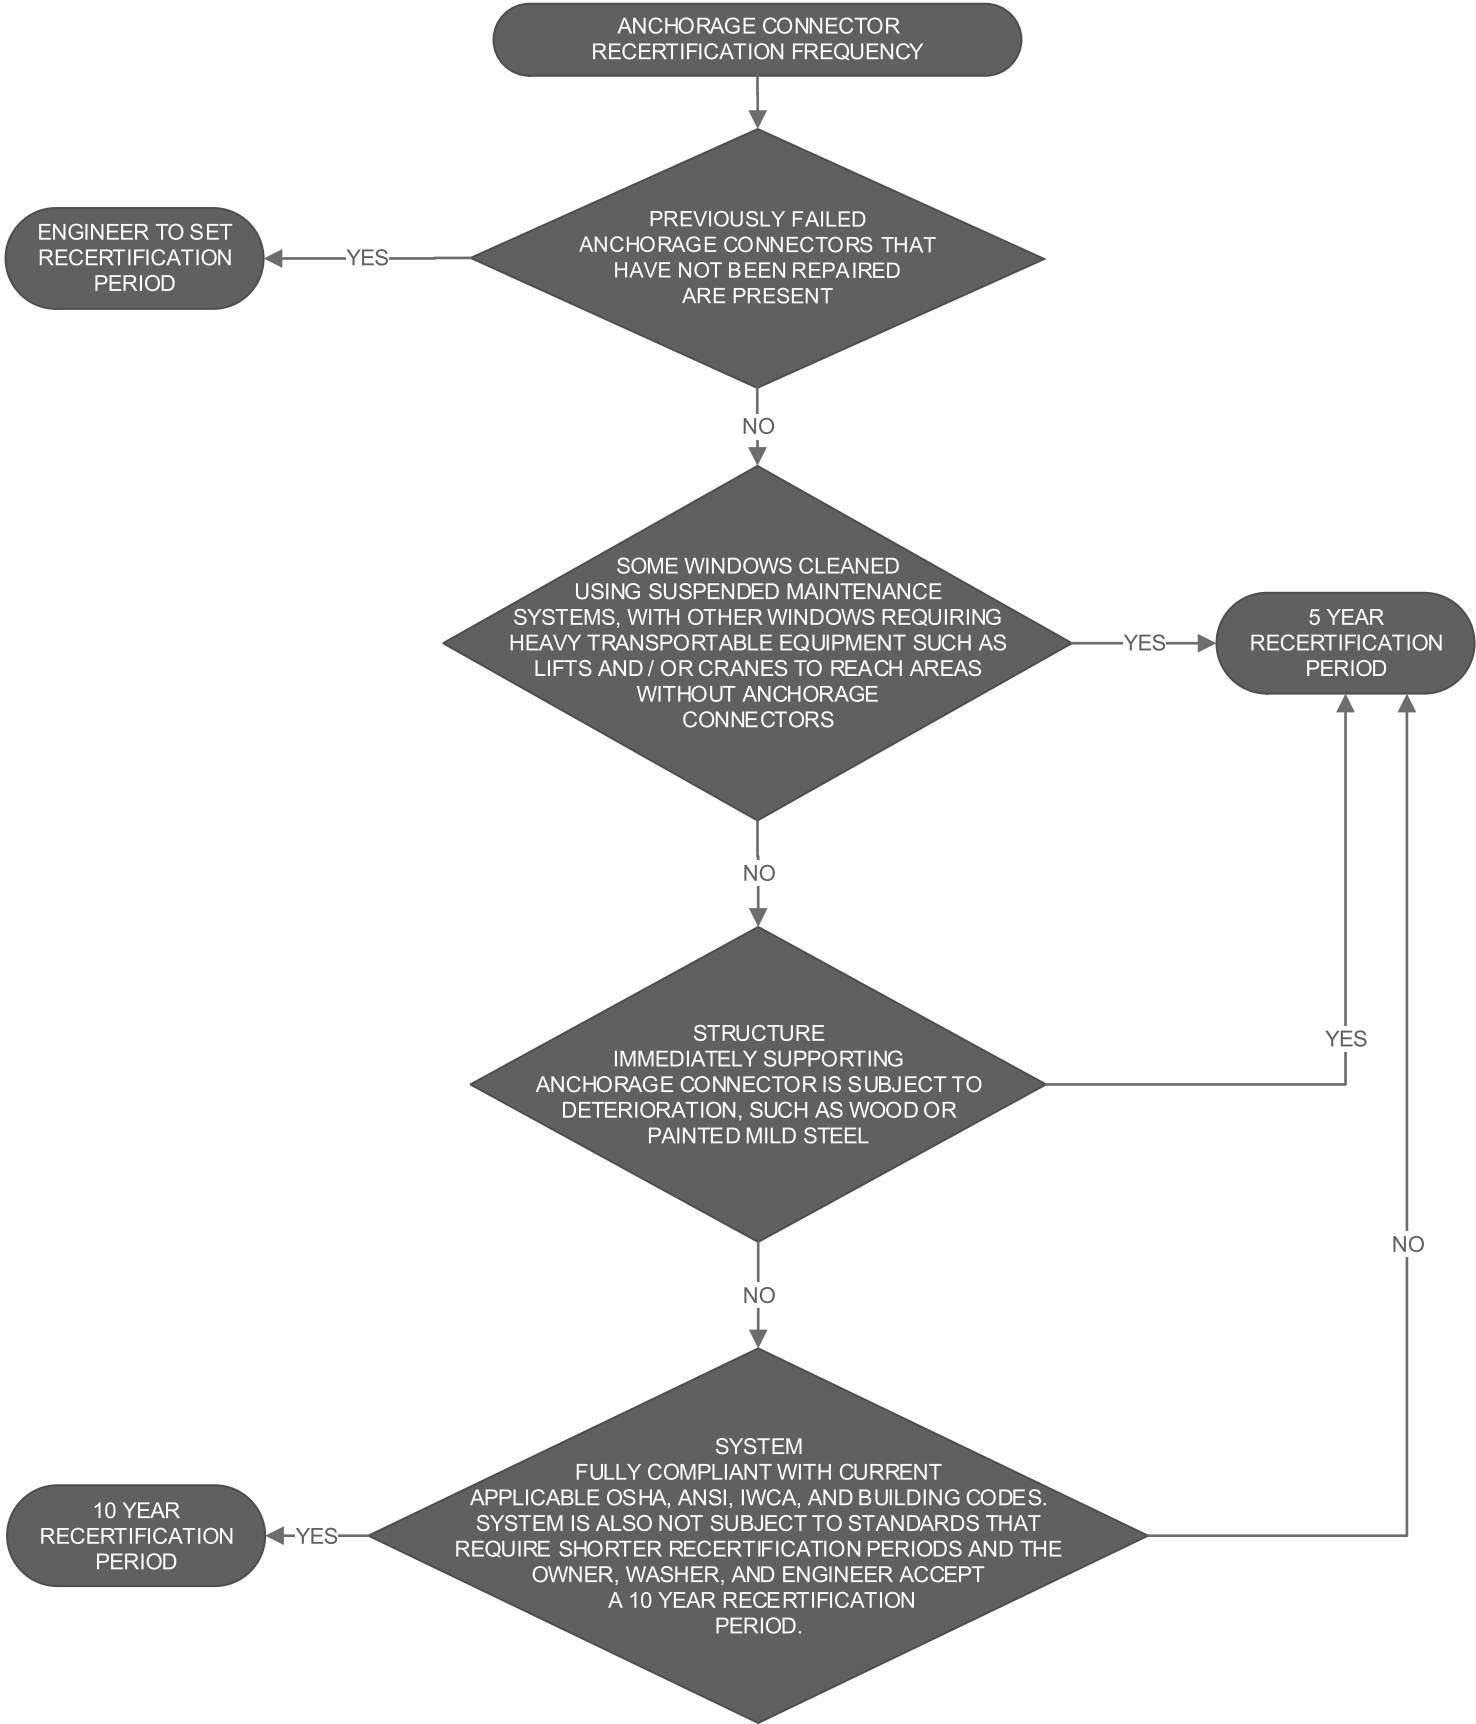 ANCHORAGE CONNECTOR
RECERTIFICATION FREQUENCY
PREVIOUSLY FAILED
ANCHORAGE CONNECTORS THAT
HAVE NOT BEEN REPAIRED
ARE PRESENT
YES
ENGINEER TO SET
RECERTIFICATION
PERIOD
NO
SOME WINDOWS CLEANED
USING SUSPENDED MAINTENANCE
SYSTEMS, WITH OTHER WINDOWS REQUIRING
HEAVY TRANSPORTABLE EQUIPMENT SUCH AS
LIFTS AND / OR CRANES TO REACH AREAS
WITHOUT ANCHORAGE
CONNECTORS
YES
5 YEAR
RECERTIFICATION
PERIOD
NO
STRUCTURE
IMMEDIATELY SUPPORTING
ANCHORAGE CONNECTOR IS SUBJECT TO
DETERIORATION, SUCH AS WOOD OR
PAINTED MILD STEEL
YES
NO
SYSTEM
FULLY COMPLIANT WITH CURRENT
APPLICABLE OSHA, ANSI, IWCA, AND BUILDING CODES.
SYSTEM IS ALSO NOT SUBJECT TO STANDARDS THAT
REQUIRE SHORTER RECERTIFICATION PERIODS AND THE
OWNER, WASHER, AND ENGINEER ACCEPT
A 10 YEAR RECERTIFICATION
PERIOD.
NO
YES
10 YEAR
RECERTIFICATION
PERIOD